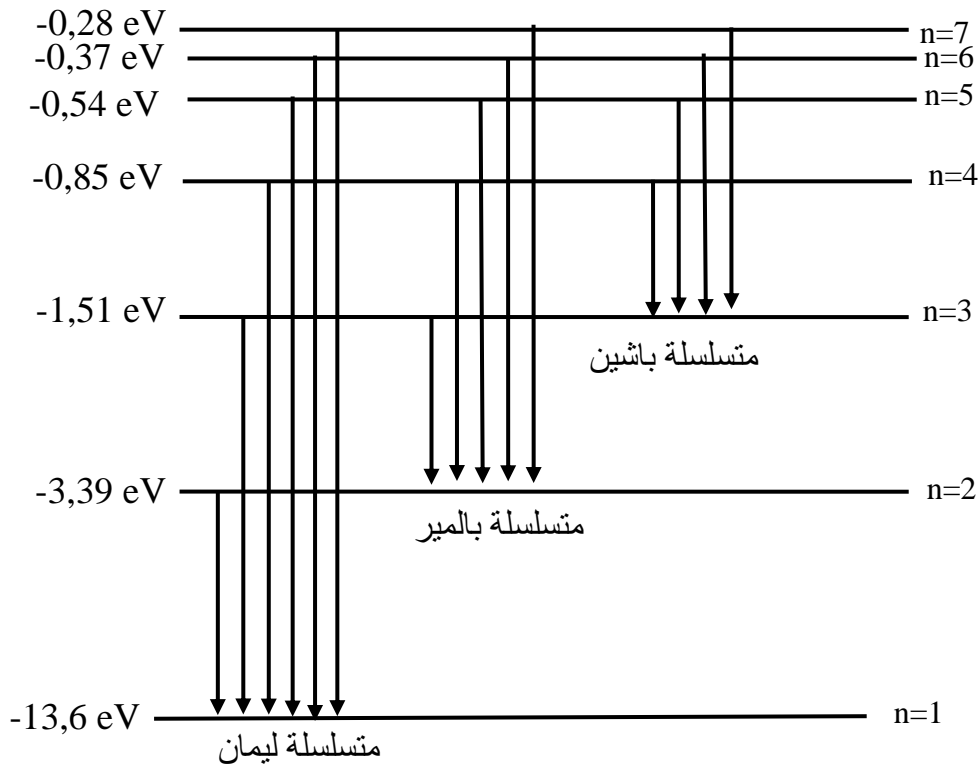 -0,28 eV n=7
-0,37 eV n=6
-0,54 eV n=5
-0,85 eV n=4
-1,51 eV n=3
متسلسلة باشين
-3,39 eV n=2
متسلسلة بالمير
-13,6 eV n=1
متسلسلة ليمان